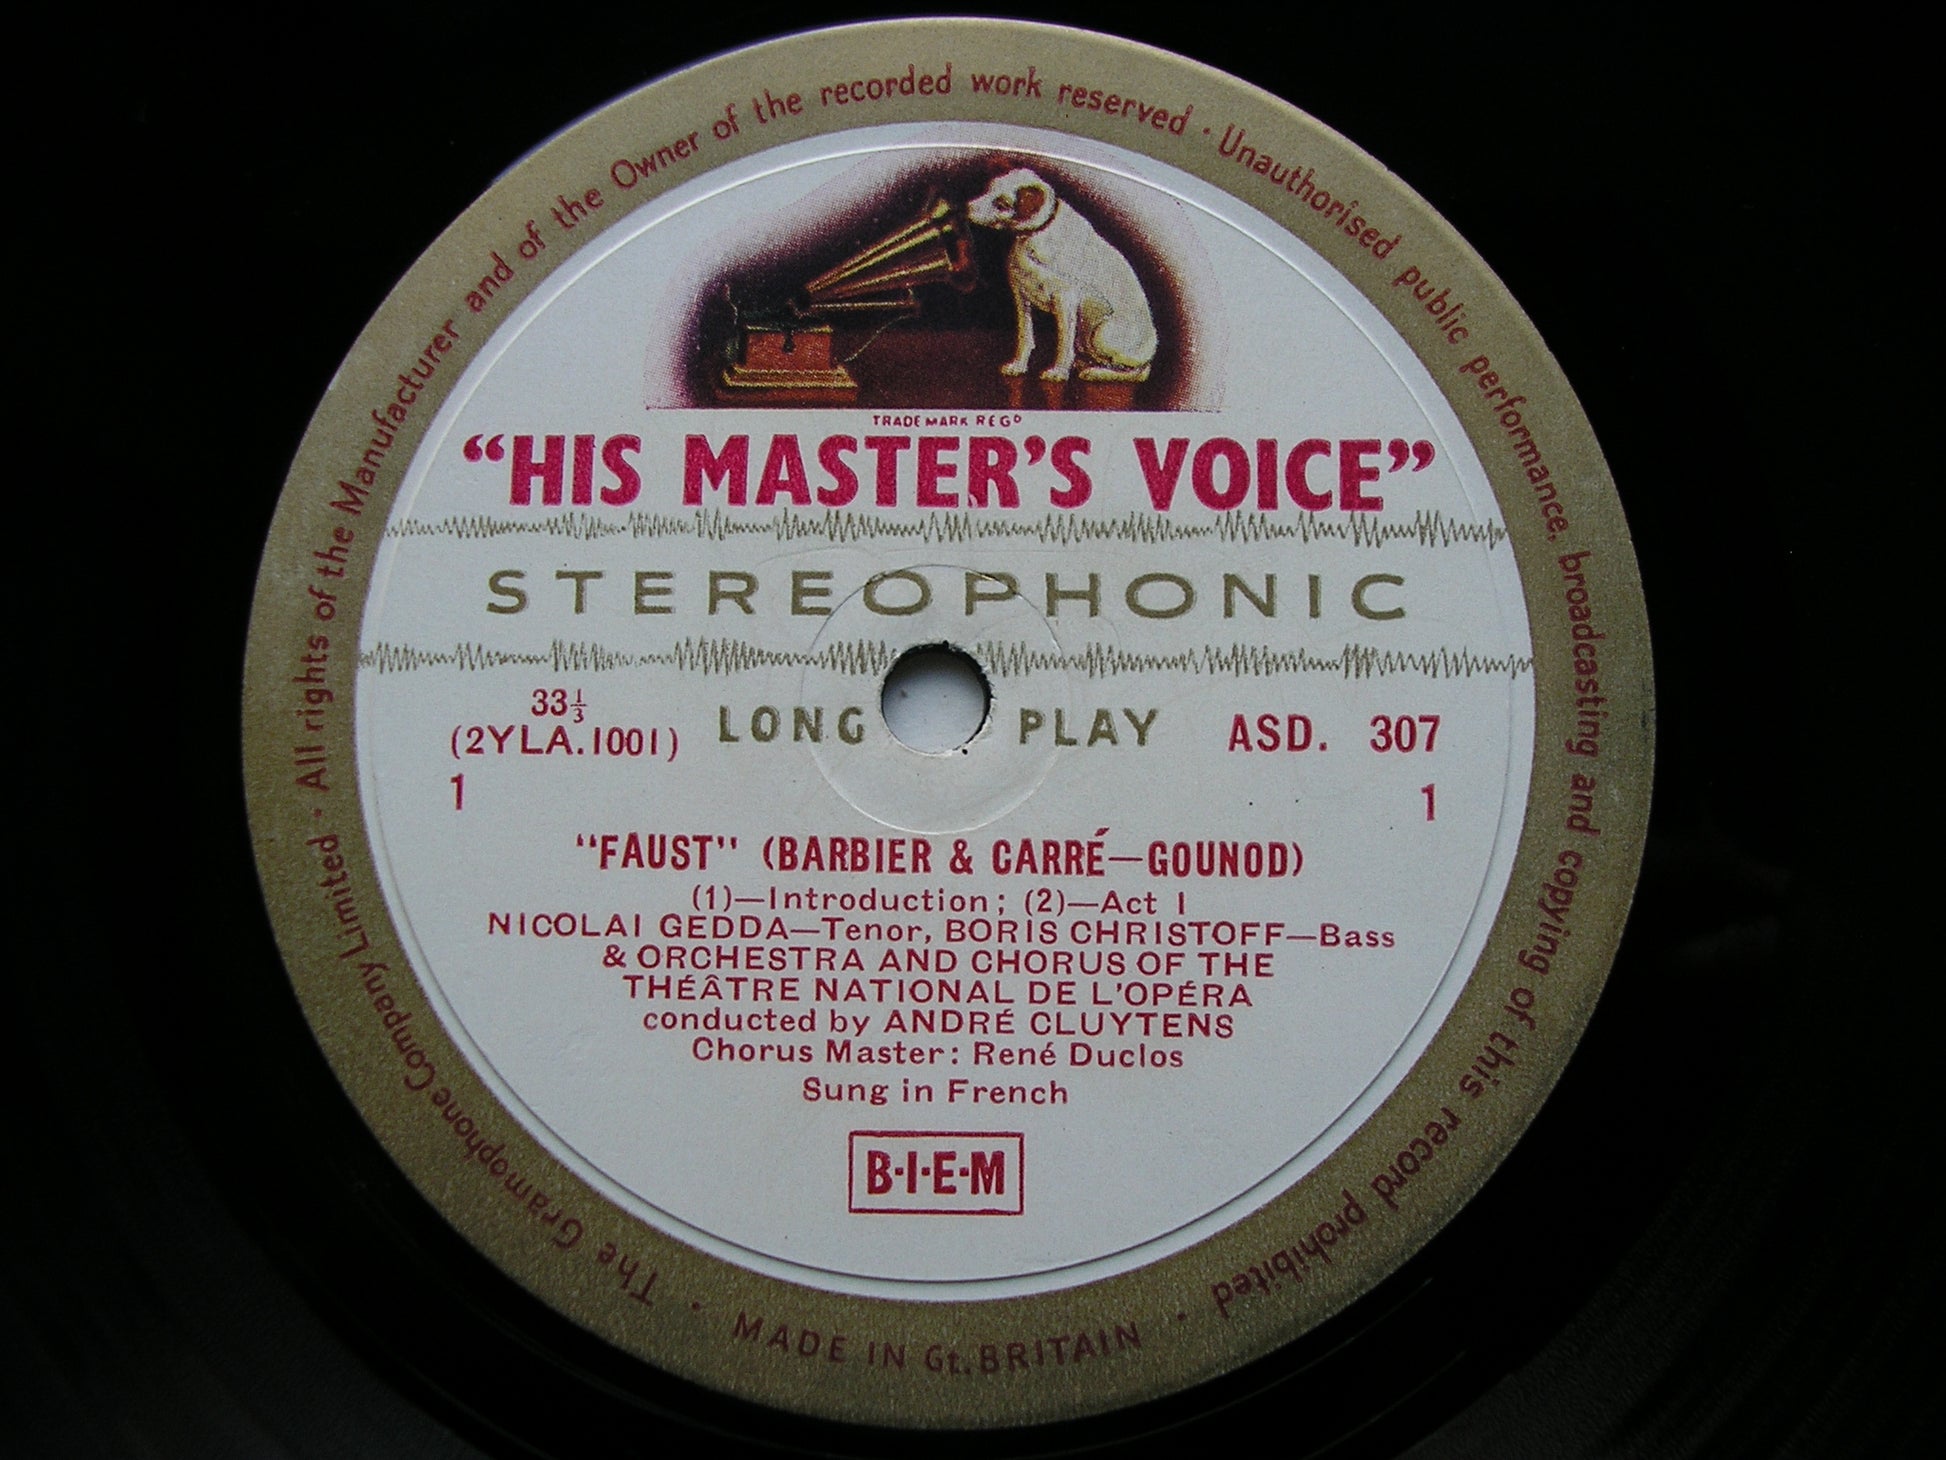 All rights of the Manufacturer and of the Owner of the recorded work reserved · Unauthorised public performance, broadcasting and copying of this record prohibited ·
TRADE MARK REGD
"HIS MASTER'S VOICE"
STEREOPHONIC
33⅓
(2YLA.1001)
LONG PLAY
ASD. 307
1
1
"FAUST" (BARBIER & CARRÉ—GOUNOD)
(1)—Introduction; (2)—Act I
NICOLAI GEDDA—Tenor, BORIS CHRISTOFF—Bass
& ORCHESTRA AND CHORUS OF THE
THÉÂTRE NATIONAL DE L'OPÉRA
conducted by ANDRÉ CLUYTENS
Chorus Master: René Duclos
Sung in French
B·I·E·M
The Gramophone Company Limited ·
MADE IN Gt. BRITAIN ·